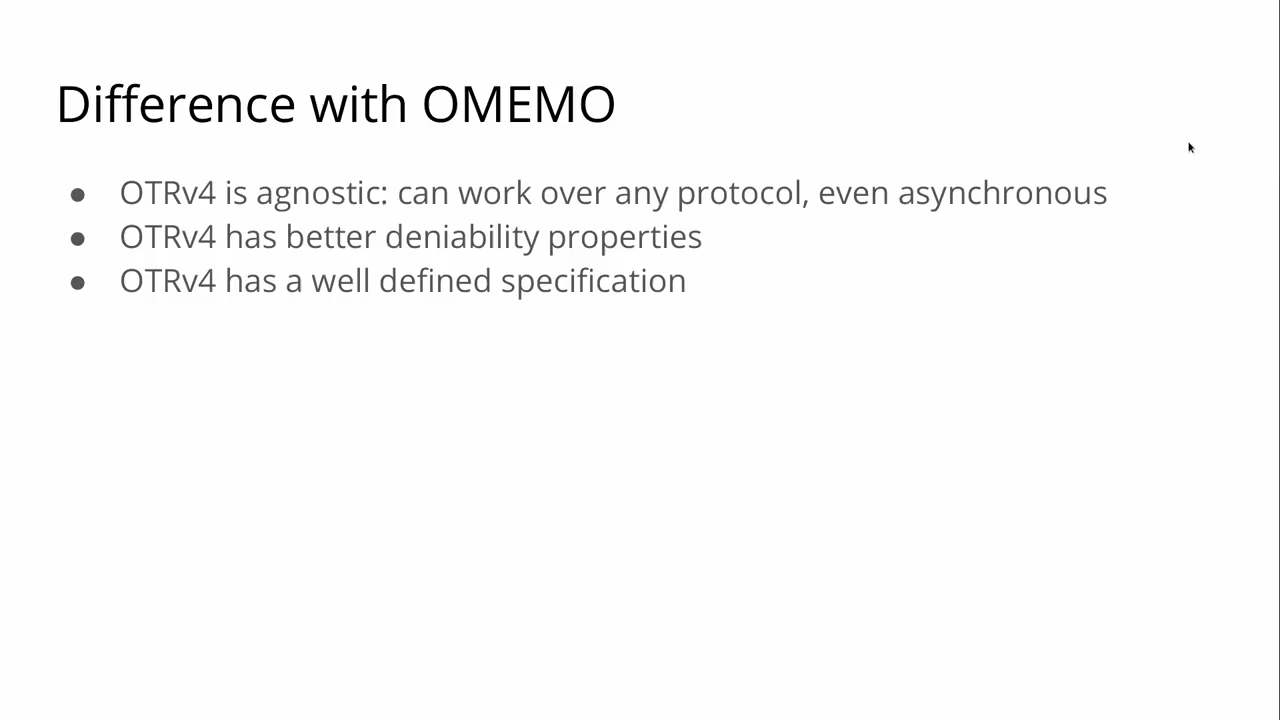 Difference with OMEMO
● OTRv4 is agnostic: can work over any protocol, even asynchronous
● OTRv4 has better deniability properties
● OTRv4 has a well defined specification